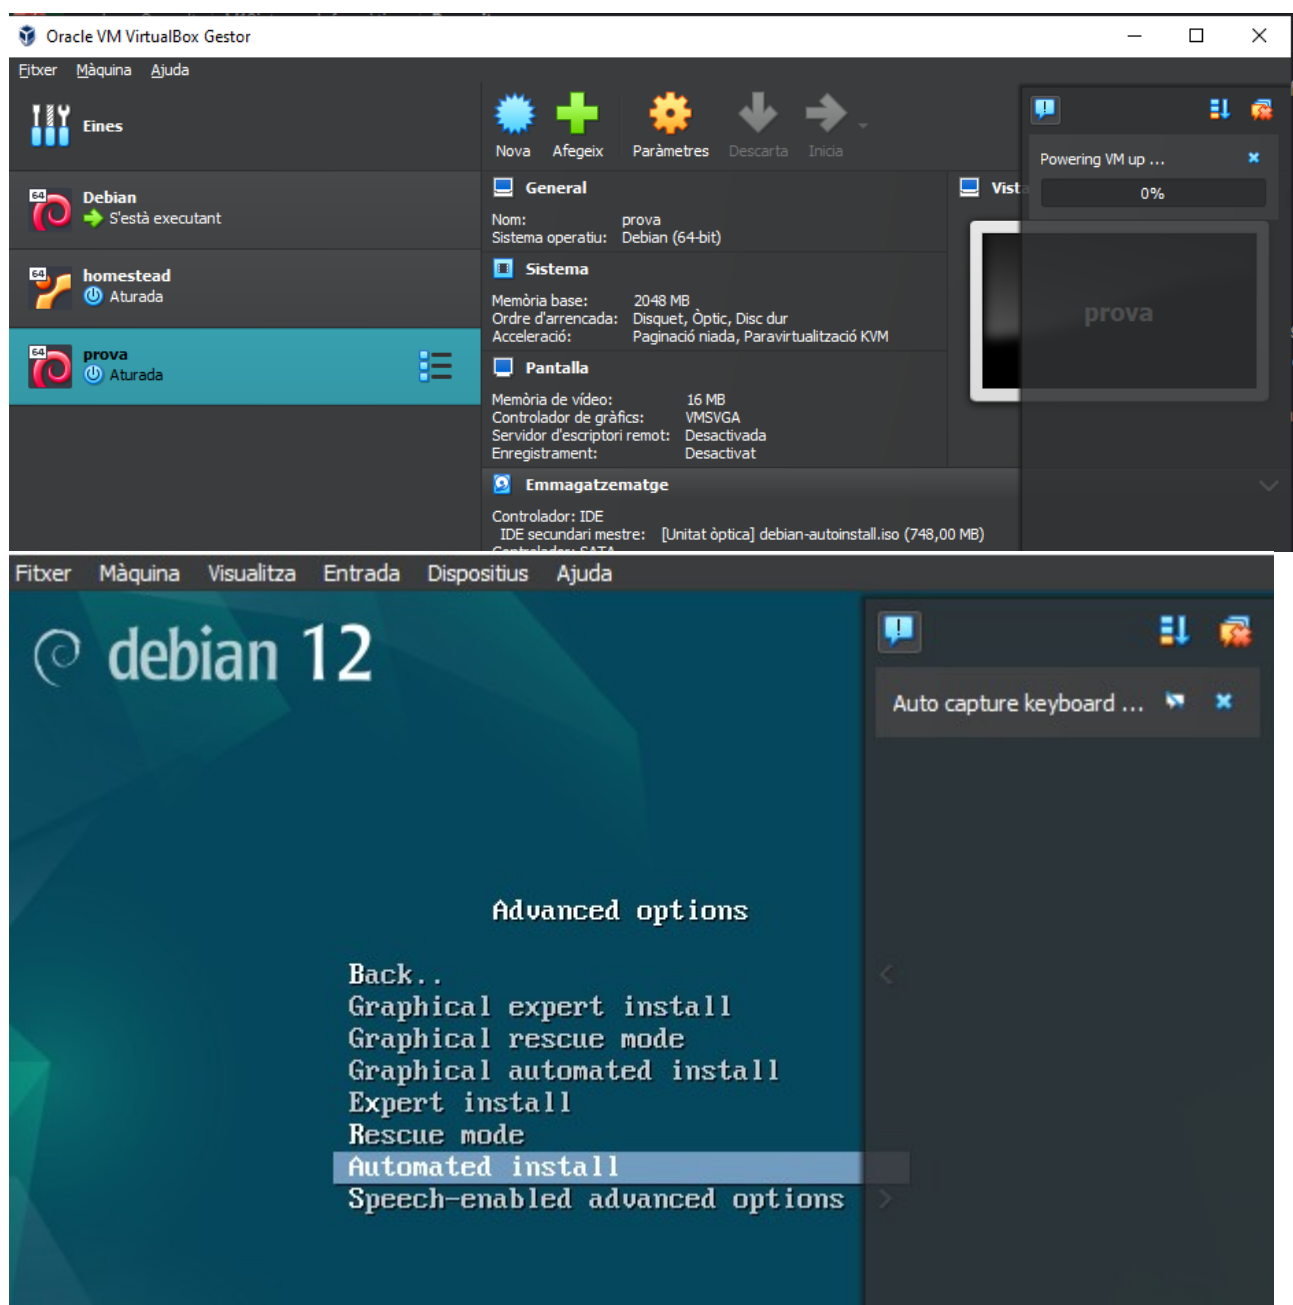 Oracle VM VirtualBox Gestor
Fitxer Màquina Ajuda
Eines
Nova Afegeix Paràmetres Descarta Inicia
Powering VM up ...
0%
64
Debian
S'està executant
64
homestead
Aturada
64
prova
Aturada
General
Nom: prova
Sistema operatiu: Debian (64-bit)
Sistema
Memòria base: 2048 MB
Ordre d'arrencada: Disquet, Òptic, Disc dur
Acceleració: Paginació niada, Paravirtualització KVM
Pantalla
Memòria de vídeo: 16 MB
Controlador de gràfics: VMSVGA
Servidor d'escriptori remot: Desactivada
Enregistrament: Desactivat
Emmagatzematge
Controlador: IDE
IDE secundari mestre: [Unitat òptica] debian-autoinstall.iso (748,00 MB)
prova
Fitxer Màquina Visualitza Entrada Dispositius Ajuda
debian 12
Auto capture keyboard ...
Advanced options
Back..
Graphical expert install
Graphical rescue mode
Graphical automated install
Expert install
Rescue mode
Automated install
Speech-enabled advanced options